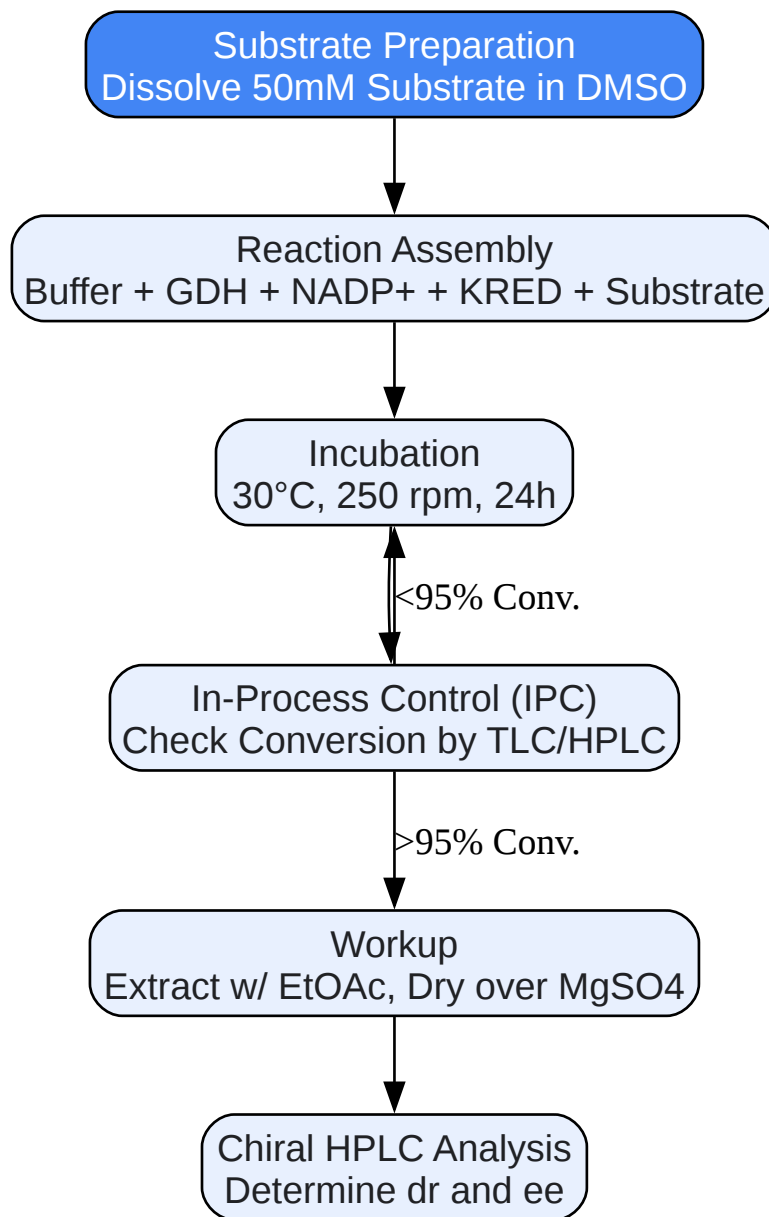 Substrate Preparation
Dissolve 50mM Substrate in DMSO
Reaction Assembly
Buffer + GDH + NADP+ + KRED + Substrate
Incubation
30°C, 250 rpm, 24h
<95% Conv.
In-Process Control (IPC)
Check Conversion by TLC/HPLC
>95% Conv.
Workup
Extract w/ EtOAc, Dry over MgSO4
Chiral HPLC Analysis
Determine dr and ee